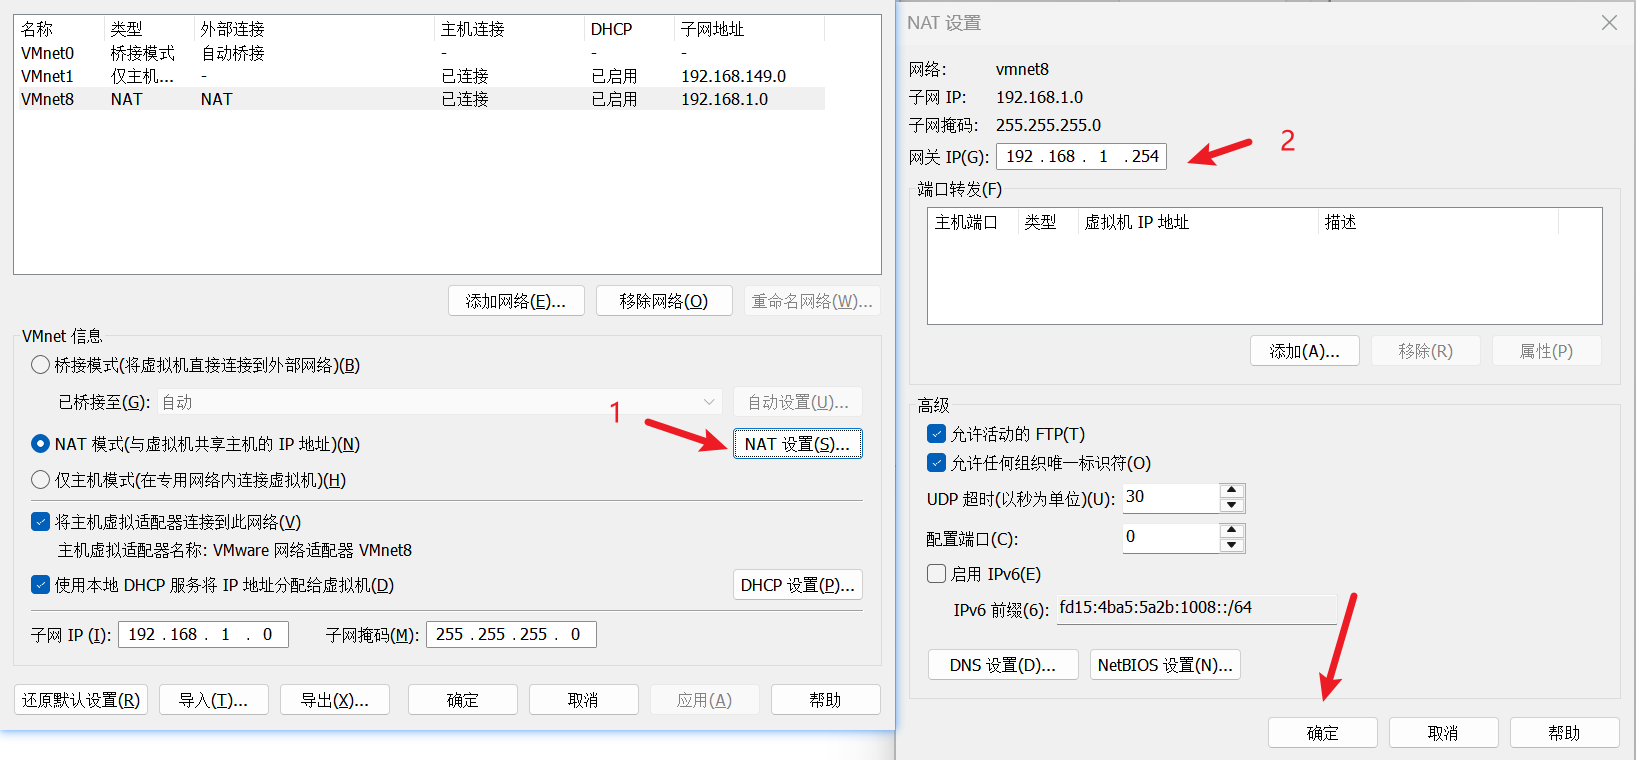 名称 类型 外部连接 主机连接 DHCP 子网地址
VMnet0 桥接模式 自动桥接 - - -
VMnet1 仅主机... - 已连接 已启用 192.168.149.0
VMnet8 NAT NAT 已连接 已启用 192.168.1.0
添加网络(E)... 移除网络(O) 重命名网络(W)...
VMnet 信息
桥接模式(将虚拟机直接连接到外部网络)(B)
已桥接至(G): 自动 自动设置(U)...
1
NAT 模式(与虚拟机共享主机的 IP 地址)(N) NAT 设置(S)...
仅主机模式(在专用网络内连接虚拟机)(H)
将主机虚拟适配器连接到此网络(V)
主机虚拟适配器名称: VMware 网络适配器 VMnet8
使用本地 DHCP 服务将 IP 地址分配给虚拟机(D) DHCP 设置(P)...
子网 IP (I): 192 . 168 . 1 . 0 子网掩码(M): 255 . 255 . 255 . 0
还原默认设置(R) 导入(T)... 导出(X)... 确定 取消 应用(A) 帮助
NAT 设置
网络: vmnet8
子网 IP: 192.168.1.0
子网掩码: 255.255.255.0
网关 IP(G): 192 . 168 . 1 . 254 2
端口转发(F)
主机端口 类型 虚拟机 IP 地址 描述
添加(A)... 移除(R) 属性(P)
高级
允许活动的 FTP(T)
允许任何组织唯一标识符(O)
UDP 超时(以秒为单位)(U): 30
配置端口(C): 0
启用 IPv6(E)
IPv6 前缀(6): fd15:4ba5:5a2b:1008::/64
DNS 设置(D)... NetBIOS 设置(N)...
确定 取消 帮助